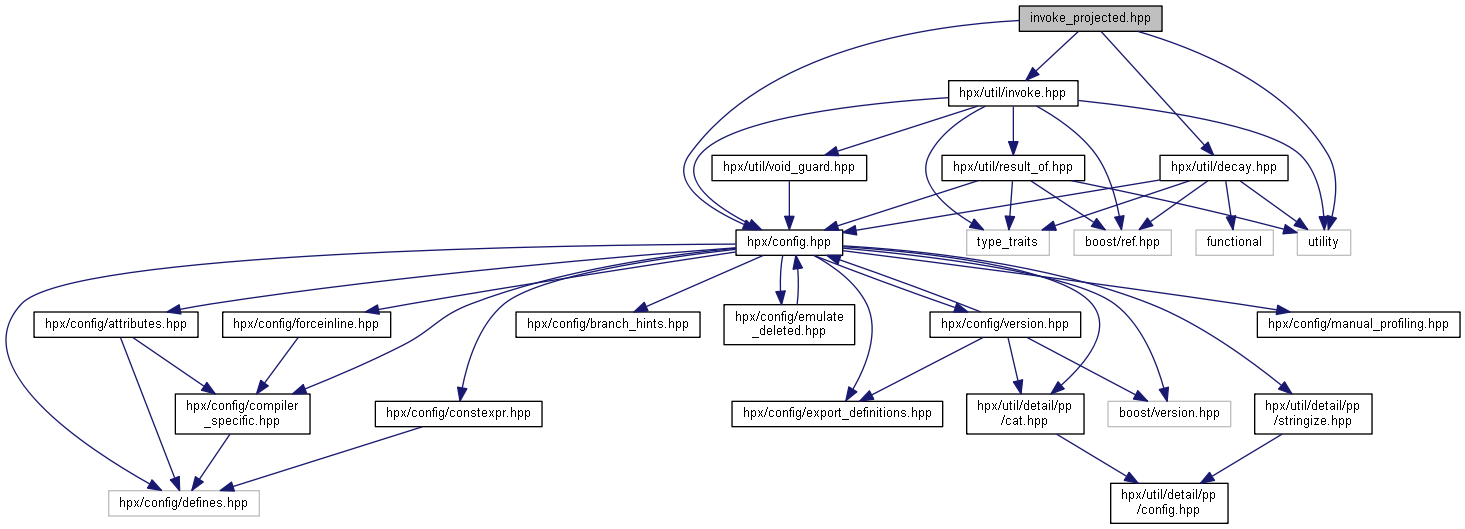 invoke_projected.hpp
hpx/util/invoke.hpp
hpx/util/void_guard.hpp
hpx/util/result_of.hpp
hpx/util/decay.hpp
hpx/config.hpp
type_traits
boost/ref.hpp
functional
utility
hpx/config/attributes.hpp
hpx/config/forceinline.hpp
hpx/config/branch_hints.hpp
hpx/config/emulate
_deleted.hpp
hpx/config/version.hpp
hpx/config/manual_profiling.hpp
hpx/config/compiler
_specific.hpp
hpx/config/constexpr.hpp
hpx/config/export_definitions.hpp
hpx/util/detail/pp
/cat.hpp
boost/version.hpp
hpx/util/detail/pp
/stringize.hpp
hpx/config/defines.hpp
hpx/util/detail/pp
/config.hpp